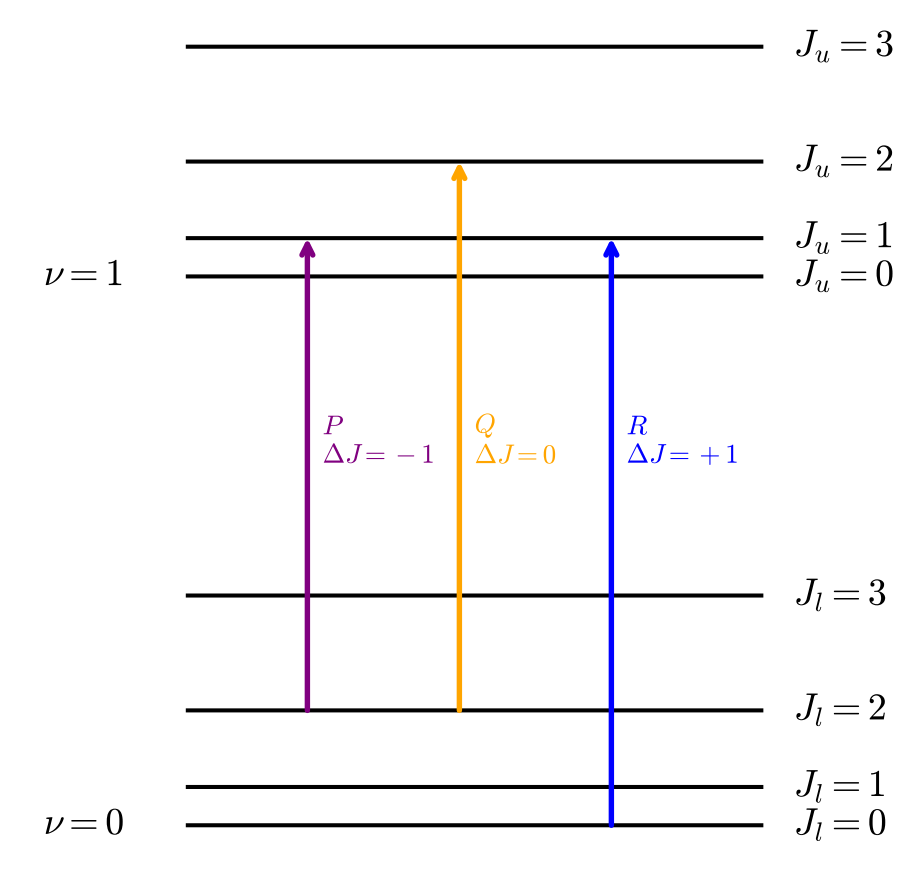 J_u = 3
J_u = 2
J_u = 1
ν = 1
J_u = 0
P
ΔJ = −1
Q
ΔJ = 0
R
ΔJ = +1
J_l = 3
J_l = 2
J_l = 1
ν = 0
J_l = 0